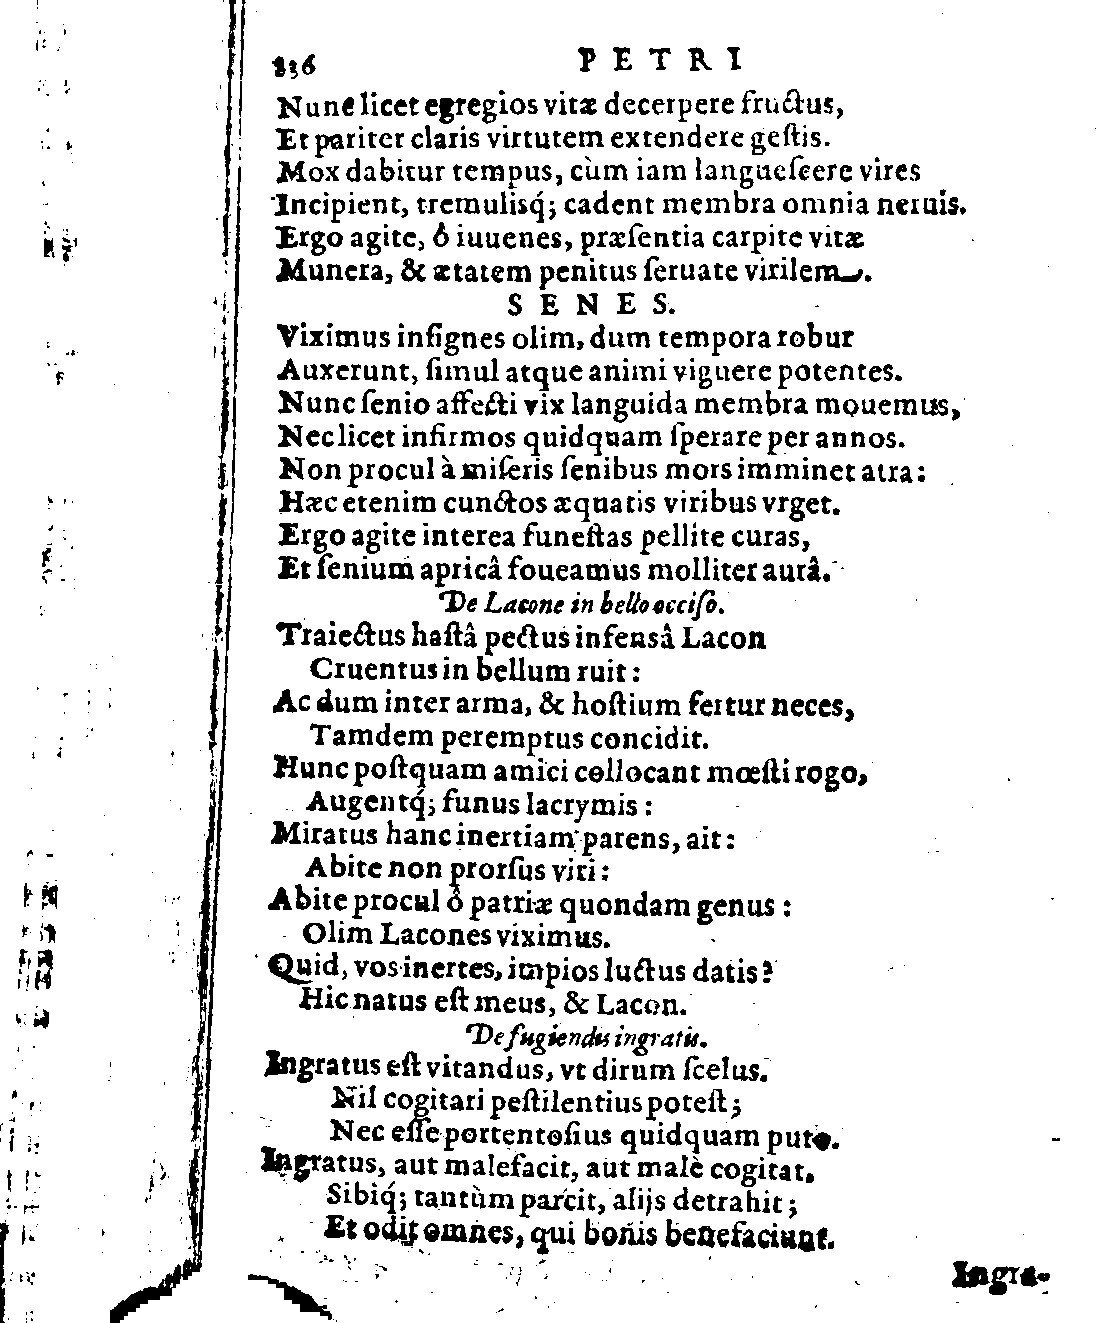 136 PETRI
Nunc licet egregios vitæ decerpere fructus,
Et pariter claris virtutem extendere geſtis.
Mox dabitur tempus, cùm iam langueſcere vires
Incipient, tremulisq́; cadent membra omnia neruis.
Ergo agite, ô iuuenes, præſentia carpite vitæ
Munera, & ætatem penitus ſeruate virilem.
SENES.
Viximus inſignes olim, dum tempora robur
Auxerunt, ſimul atque animi viguere potentes.
Nunc ſenio affecti vix languida membra mouemus,
Nec licet infirmos quidquam ſperare per annos.
Non procul à miſeris ſenibus mors imminet atra:
Hæc etenim cunctos æquatis viribus vrget.
Ergo agite interea funeſtas pellite curas,
Et ſenium apricâ foueamus molliter aurâ.
De Lacone in bello occiſo.
Traiectus haſtâ pectus infensâ Lacon
Cruentus in bellum ruit:
Ac dum inter arma, & hoſtium fertur neces,
Tamdem peremptus concidit.
Hunc poſtquam amici collocant mœſti rogo,
Augentq́; funus lacrymis:
Miratus hanc inertiam parens, ait:
Abite non prorſus viri:
Abite procul ô patriæ quondam genus:
Olim Lacones viximus.
Quid, vos inertes, impios luctus datis?
Hic natus eſt meus, & Lacon.
De fugiendis ingratis.
Ingratus eſt vitandus, vt dirum ſcelus.
Nil cogitari peſtilentius poteſt;
Nec eſſe portentoſius quidquam puto.
Ingratus, aut malefacit, aut malè cogitat.
Sibiq́; tantùm parcit, alijs detrahit;
Et odit omnes, qui bonis benefaciunt.
Ingra-